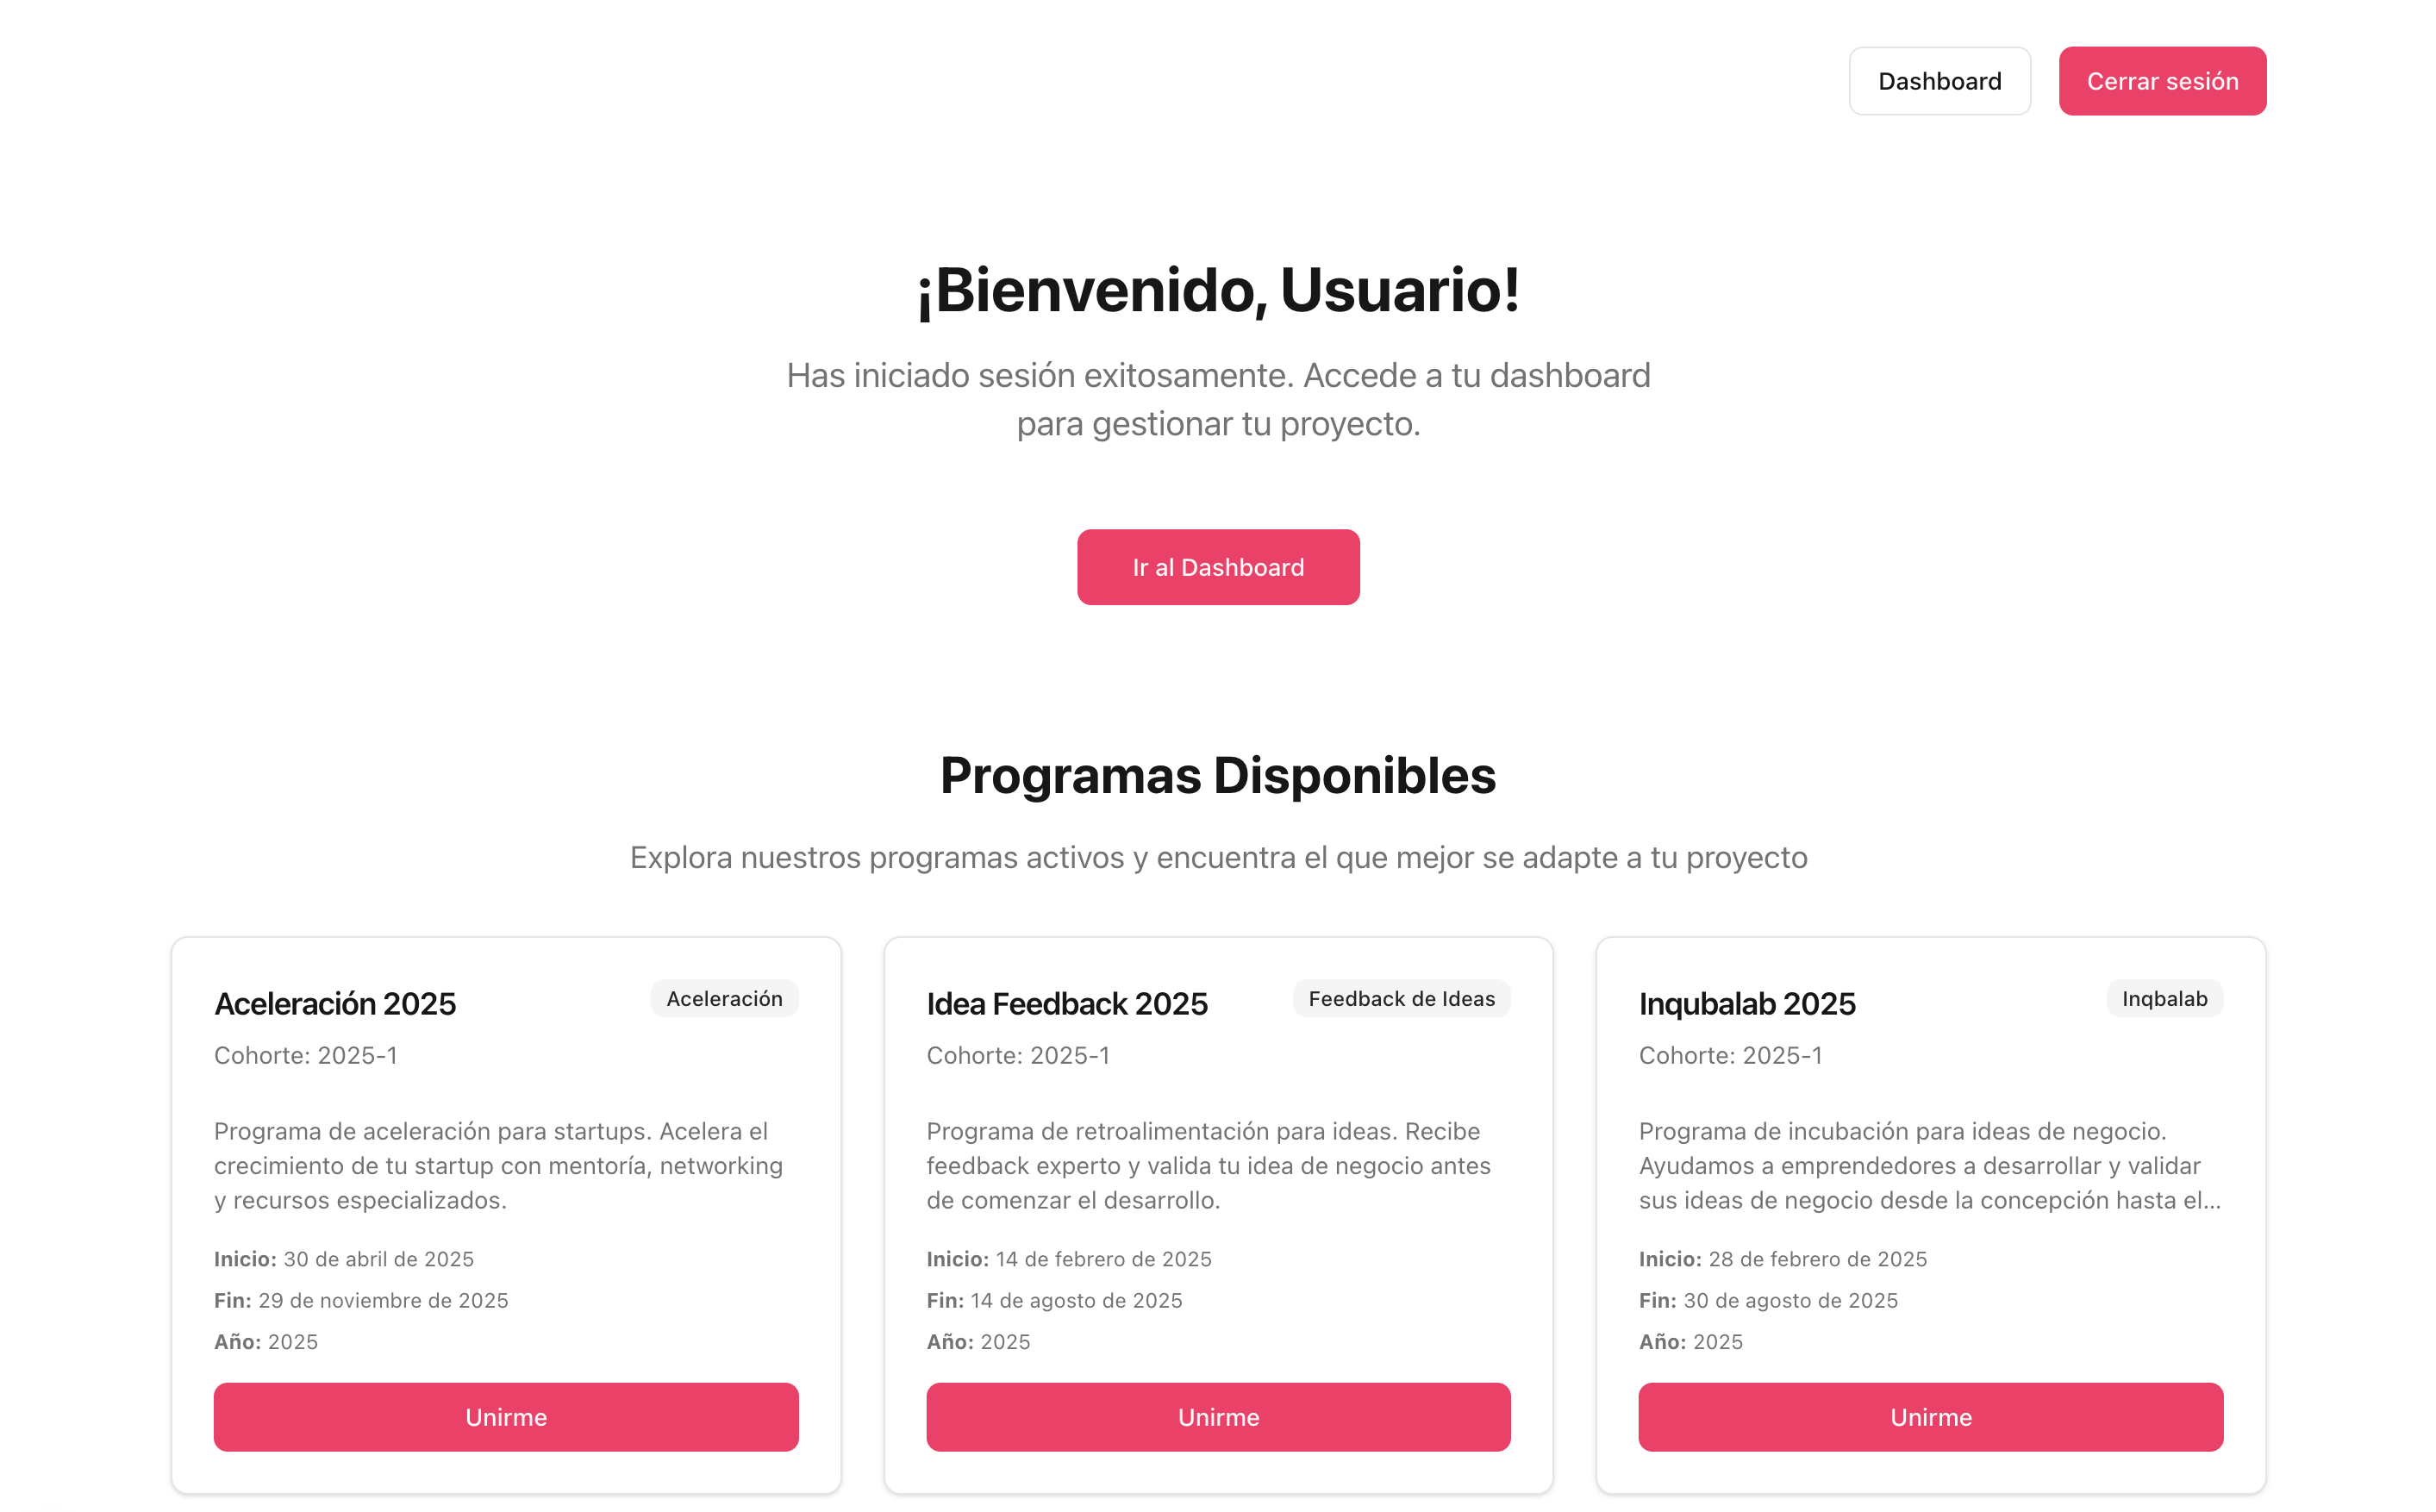 Dashboard
Cerrar sesión
¡Bienvenido, Usuario!
Has iniciado sesión exitosamente. Accede a tu dashboard
para gestionar tu proyecto.
Ir al Dashboard
Programas Disponibles
Explora nuestros programas activos y encuentra el que mejor se adapte a tu proyecto
Aceleración 2025
Aceleración
Cohorte: 2025-1
Programa de aceleración para startups. Acelera el
crecimiento de tu startup con mentoría, networking
y recursos especializados.
Inicio: 30 de abril de 2025
Fin: 29 de noviembre de 2025
Año: 2025
Unirme
Idea Feedback 2025
Feedback de Ideas
Cohorte: 2025-1
Programa de retroalimentación para ideas. Recibe
feedback experto y valida tu idea de negocio antes
de comenzar el desarrollo.
Inicio: 14 de febrero de 2025
Fin: 14 de agosto de 2025
Año: 2025
Unirme
Inqubalab 2025
Inqbalab
Cohorte: 2025-1
Programa de incubación para ideas de negocio.
Ayudamos a emprendedores a desarrollar y validar
sus ideas de negocio desde la concepción hasta el...
Inicio: 28 de febrero de 2025
Fin: 30 de agosto de 2025
Año: 2025
Unirme